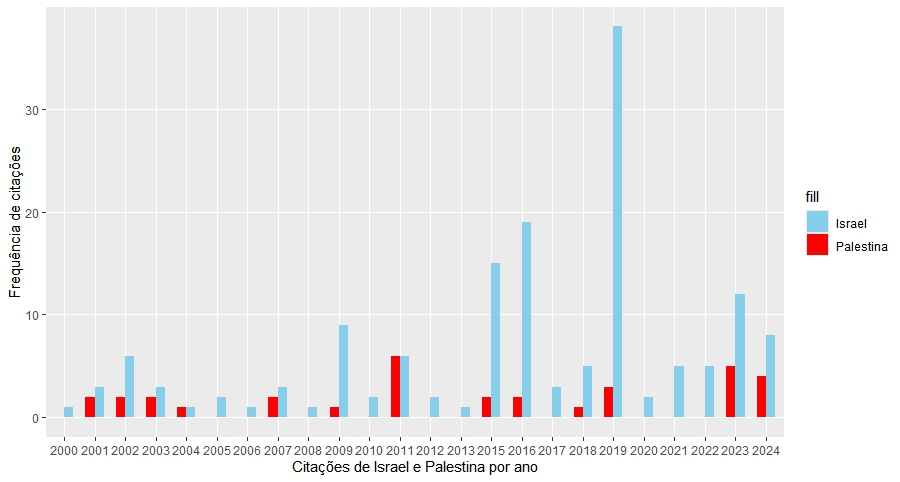 Frequência de citações
30
20
10
0
2000 2001 2002 2003 2004 2005 2006 2007 2008 2009 2010 2011 2012 2013 2015 2016 2017 2018 2019 2020 2021 2022 2023 2024
Citações de Israel e Palestina por ano
fill
Israel
Palestina